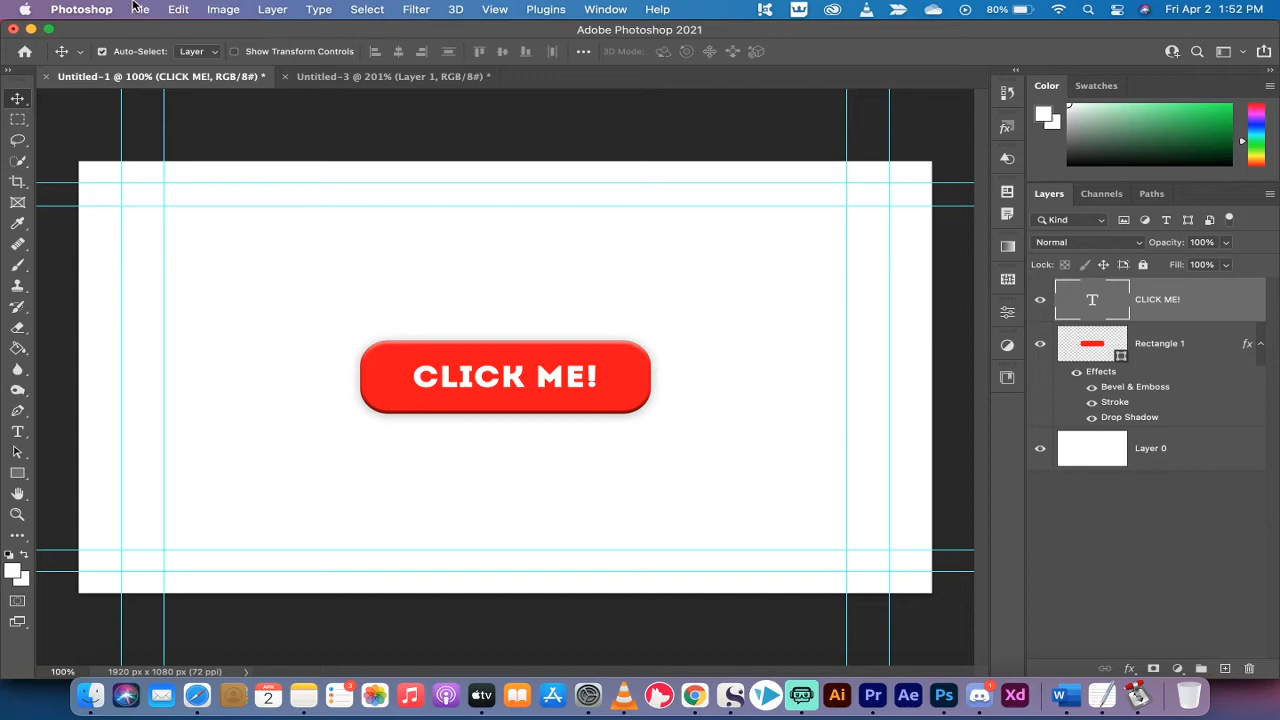 Photoshop File Edit Image Layer Type Select Filter 3D View Plugins Window Help 80% Fri Apr 2 1:52 PM
Adobe Photoshop 2021
Auto-Select: Layer Show Transform Controls 3D Mode:
Untitled-1 @ 100% (CLICK ME!, RGB/8#) * Untitled-3 @ 201% (Layer 1, RGB/8#) *
Color Swatches
Layers Channels Paths
Kind
Normal Opacity: 100%
Lock: Fill: 100%
CLICK ME!
Rectangle 1 fx
Effects
Bevel & Emboss
Stroke
Drop Shadow
Layer 0
CLICK ME!
100% 1920 px x 1080 px (72 ppi)
APR 2 3 tv Ai Pr Ae Ps 1 Xd W